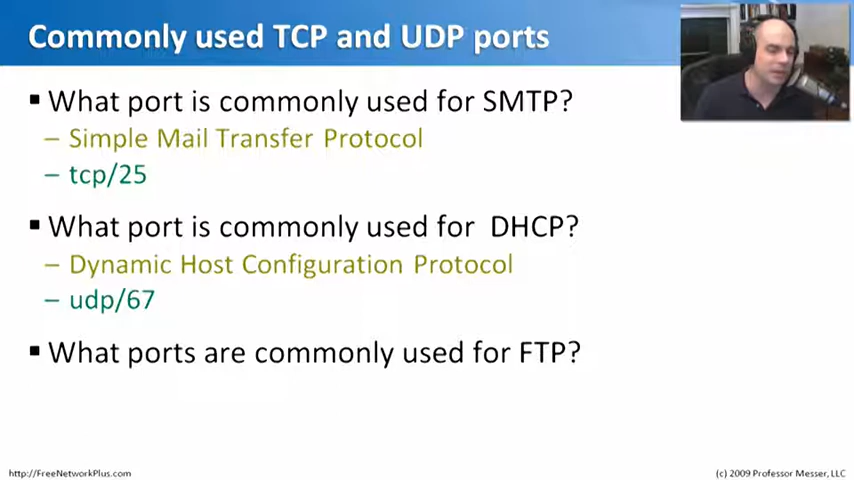 Commonly used TCP and UDP ports
▪ What port is commonly used for SMTP?
– Simple Mail Transfer Protocol
– tcp/25
▪ What port is commonly used for DHCP?
– Dynamic Host Configuration Protocol
– udp/67
▪ What ports are commonly used for FTP?
http://FreeNetworkPlus.com
(c) 2009 Professor Messer, LLC